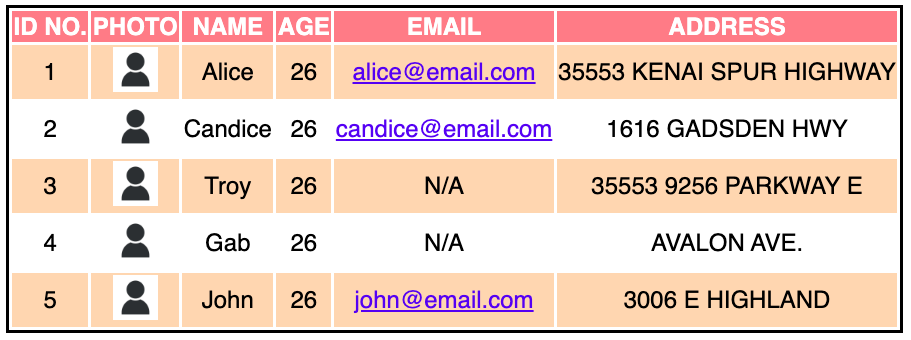 ID NO. PHOTO NAME AGE EMAIL ADDRESS
1 Alice 26 alice@email.com 35553 KENAI SPUR HIGHWAY
2 Candice 26 candice@email.com 1616 GADSDEN HWY
3 Troy 26 N/A 35553 9256 PARKWAY E
4 Gab 26 N/A AVALON AVE.
5 John 26 john@email.com 3006 E HIGHLAND